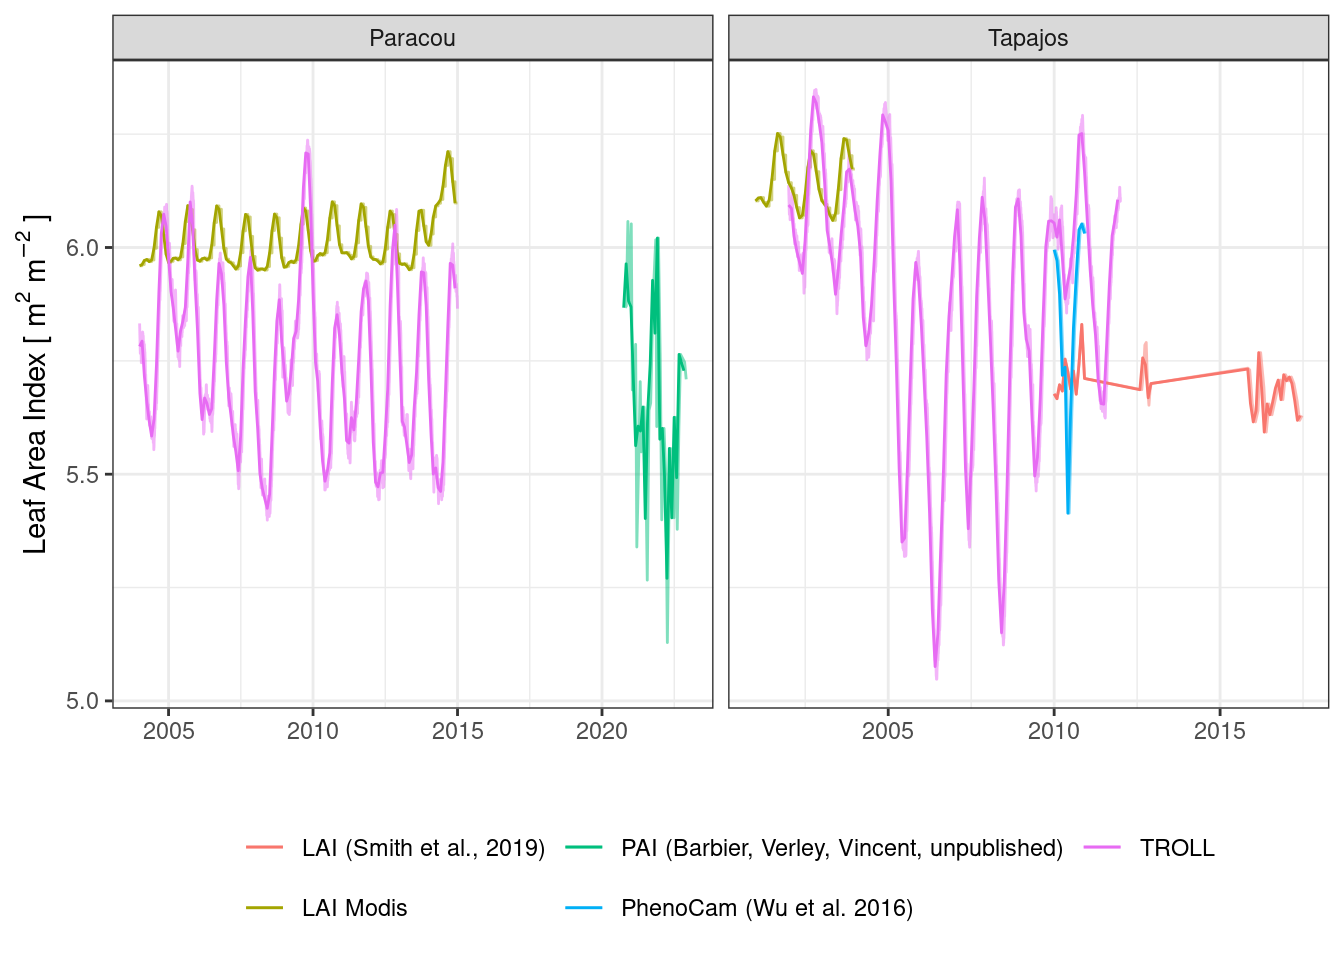 Paracou
Tapajos
Leaf Area Index [ m² m⁻² ]
6.0
5.5
5.0
2005 2010 2015 2020
2005 2010 2015
LAI (Smith et al., 2019) PAI (Barbier, Verley, Vincent, unpublished) TROLL
LAI Modis PhenoCam (Wu et al. 2016)